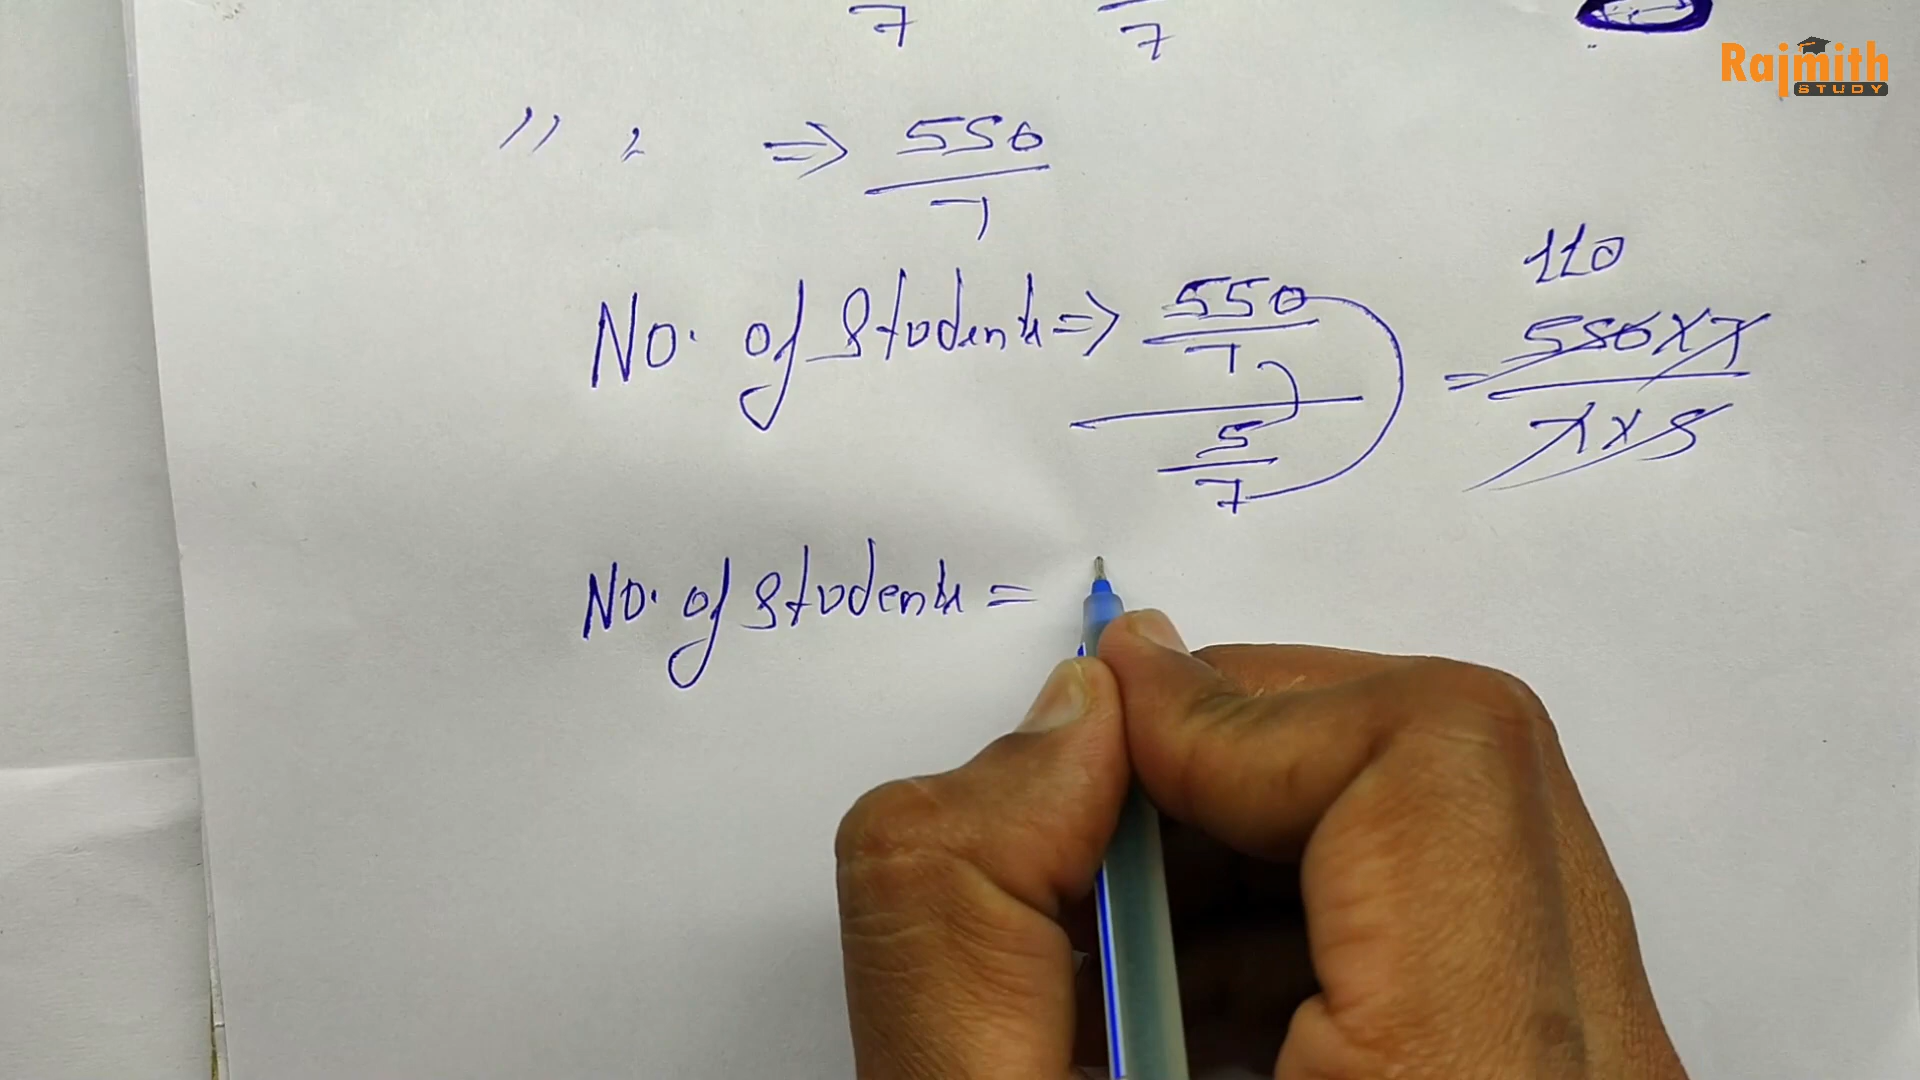 7 7
Rajmith
STUDY
" : ⇒ 550/7
110
No. of Students ⇒ 550/7 / 5/7 = 550×7 / 7×5
No. of Students =